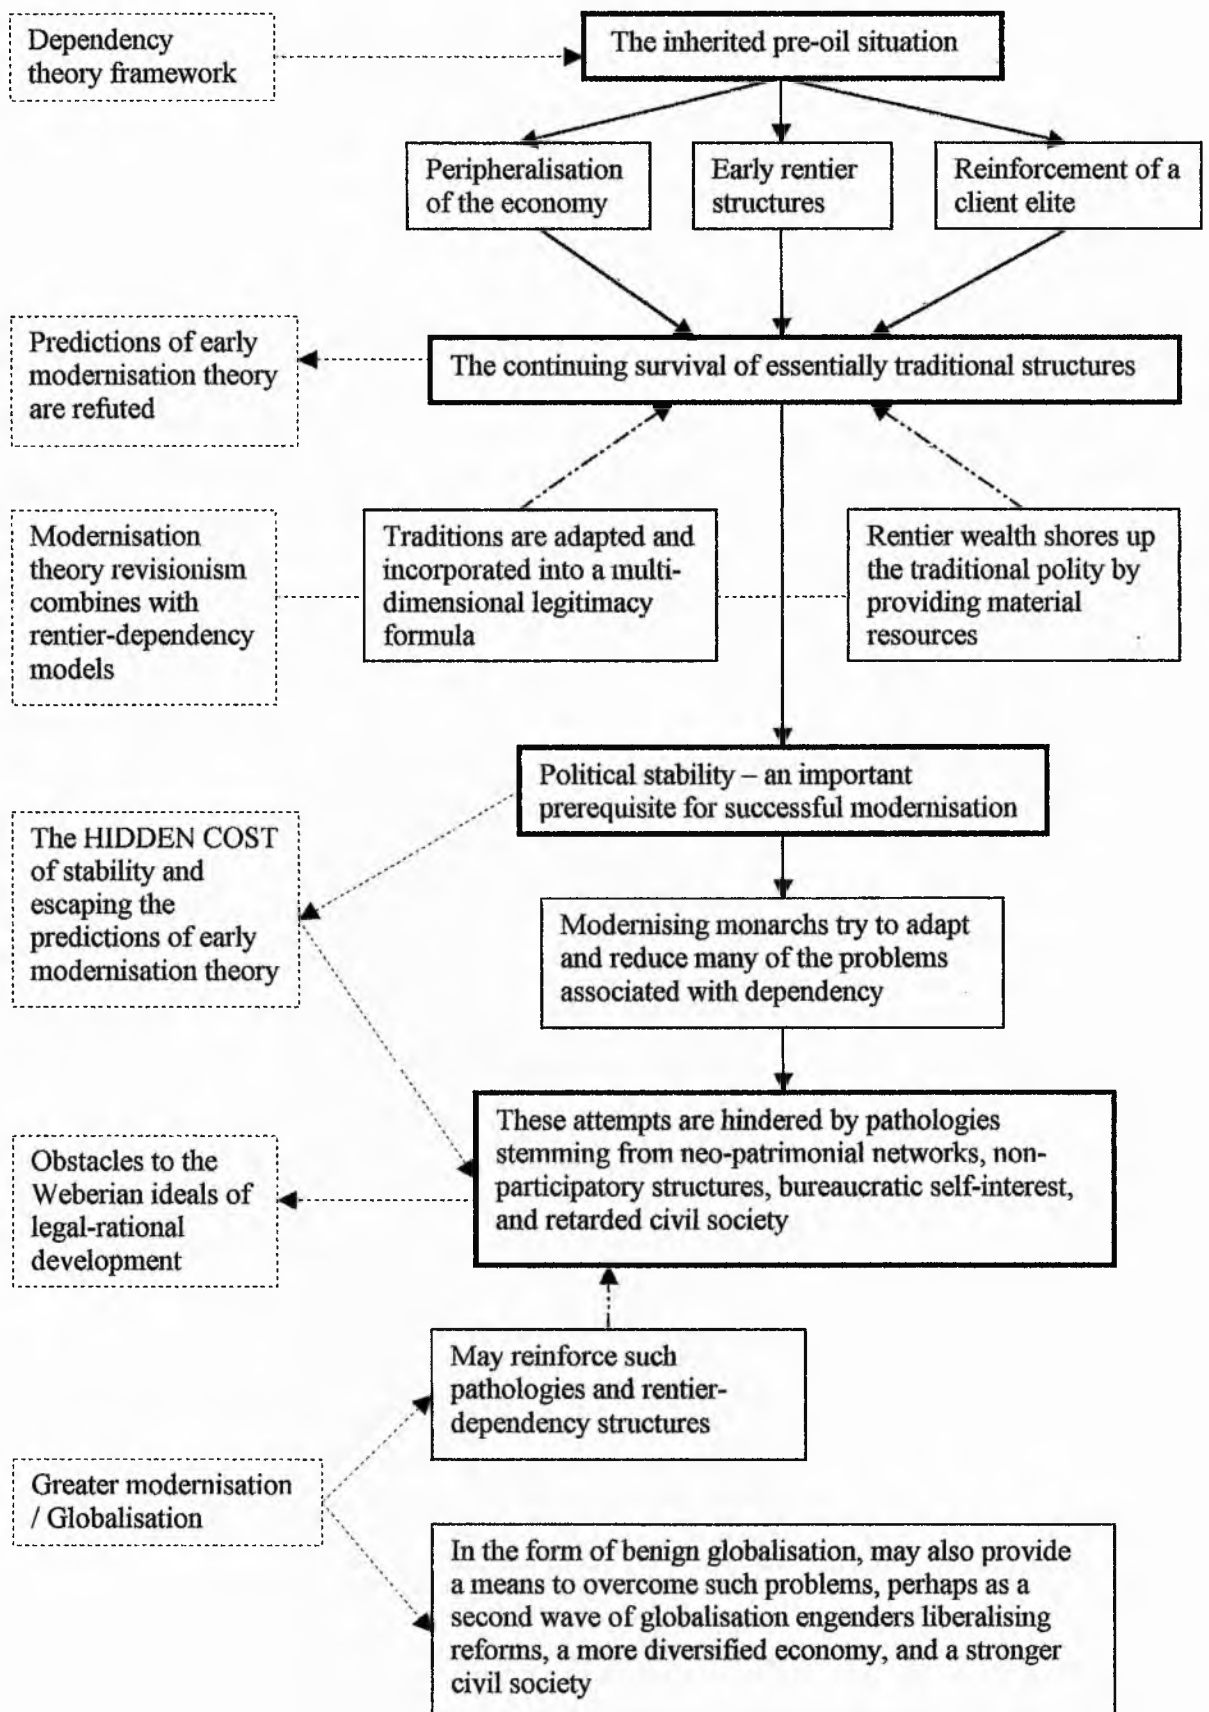 Dependency
theory framework
The inherited pre-oil situation
Peripheralisation
of the economy
Early rentier
structures
Reinforcement of a
client elite
Predictions of early
modernisation theory
are refuted
The continuing survival of essentially traditional structures
Modernisation
theory revisionism
combines with
rentier-dependency
models
Traditions are adapted and
incorporated into a multi-
dimensional legitimacy
formula
Rentier wealth shores up
the traditional polity by
providing material
resources
Political stability – an important
prerequisite for successful modernisation
The HIDDEN COST
of stability and
escaping the
predictions of early
modernisation theory
Modernising monarchs try to adapt
and reduce many of the problems
associated with dependency
These attempts are hindered by pathologies
stemming from neo-patrimonial networks, non-
participatory structures, bureaucratic self-interest,
and retarded civil society
Obstacles to the
Weberian ideals of
legal-rational
development
May reinforce such
pathologies and rentier-
dependency structures
Greater modernisation
/ Globalisation
In the form of benign globalisation, may also provide
a means to overcome such problems, perhaps as a
second wave of globalisation engenders liberalising
reforms, a more diversified economy, and a stronger
civil society